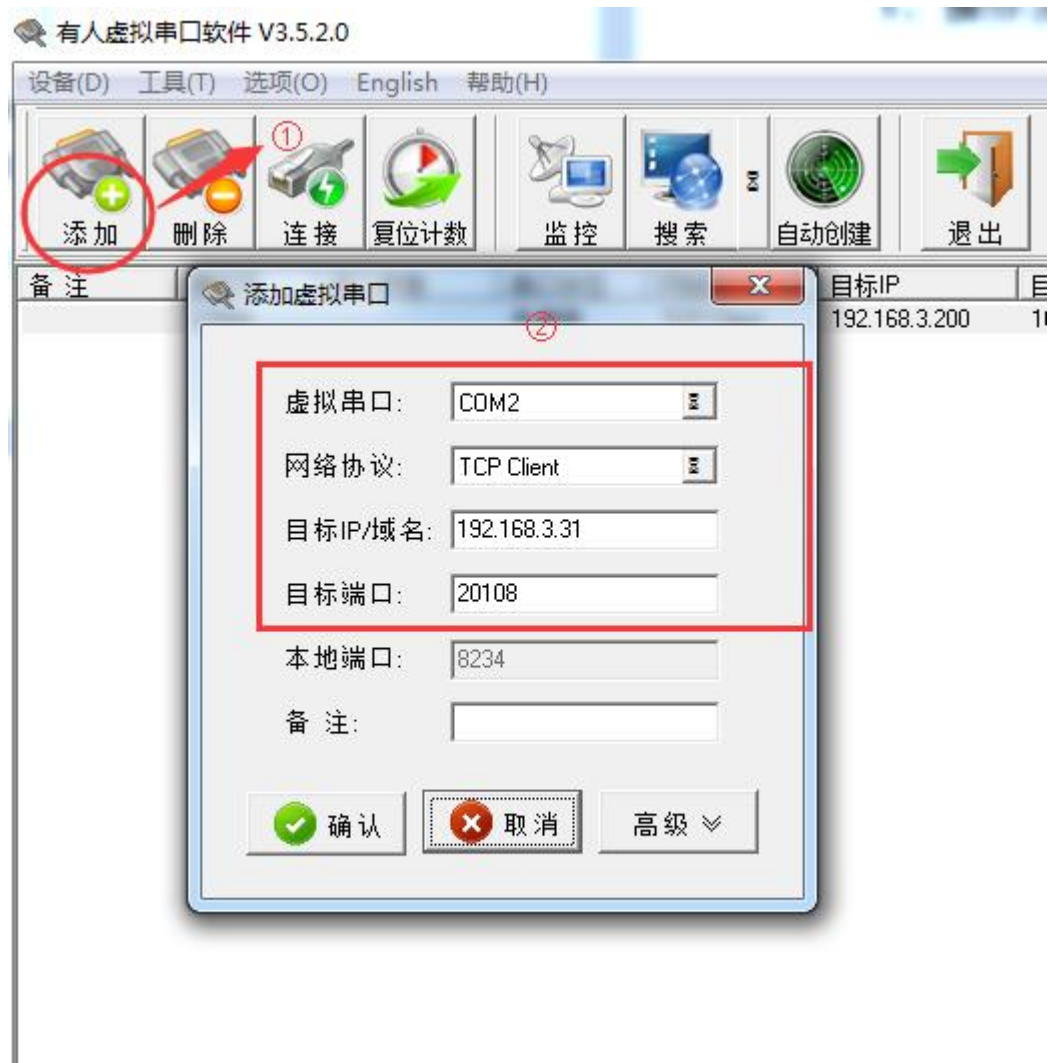 有人虚拟串口软件 V3.5.2.0
设备(D) 工具(T) 选项(O) English 帮助(H)
①
添加 删除 连接 复位计数 监控 搜索 自动创建 退出
备 注 目标IP
192.168.3.200
添加虚拟串口
②
虚拟串口: COM2
网络协议: TCP Client
目标IP/域名: 192.168.3.31
目标端口: 20108
本地端口: 8234
备 注:
确认 取消 高级